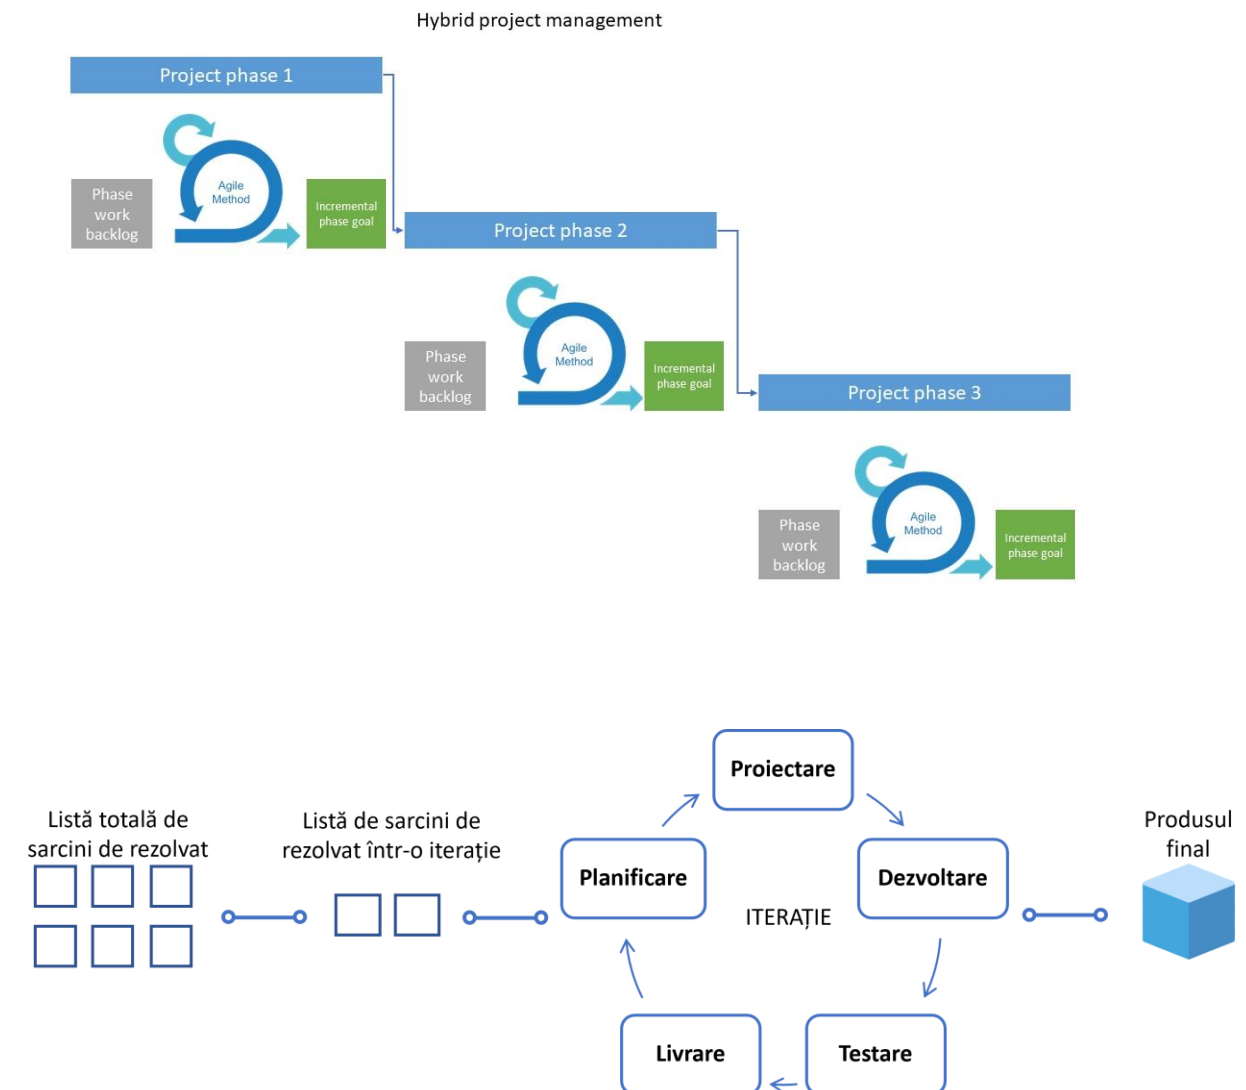 Hybrid project management
Project phase 1
Agile
Method
Phase
work
backlog
Incremental
phase goal
Project phase 2
Agile
Method
Phase
work
backlog
Incremental
phase goal
Project phase 3
Agile
Method
Phase
work
backlog
Incremental
phase goal
Proiectare
Listă totală de
sarcini de rezolvat
Listă de sarcini de
rezolvat într-o iterație
Planificare
Dezvoltare
ITERAȚIE
Produsul
final
Livrare
Testare